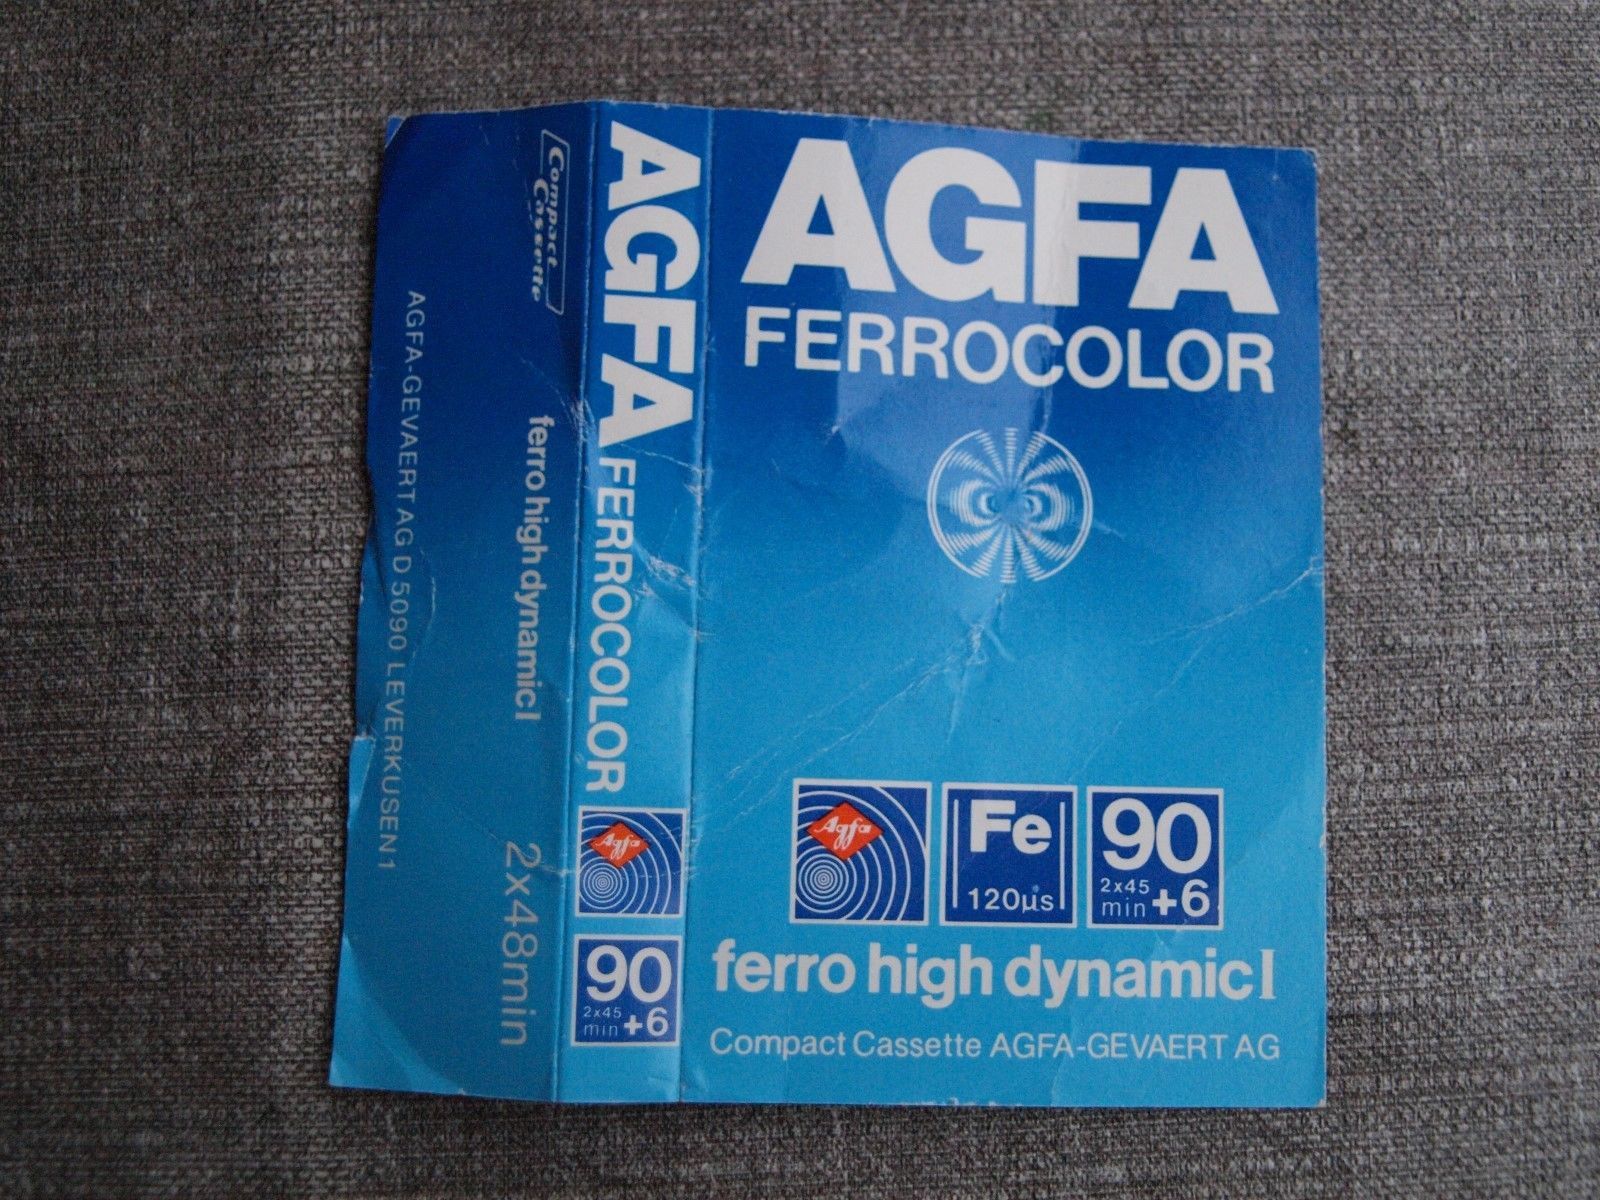 Compact
Cassette
ferro high dynamic I
2x48min
AGFA-GEVAERT AG D 5090 LEVERKUSEN 1
AGFA FERROCOLOR
Agfa
90
2x45
min +6
AGFA
FERROCOLOR
Agfa
Fe
120µs
90
2x45
min +6
ferro high dynamic I
Compact Cassette AGFA-GEVAERT AG